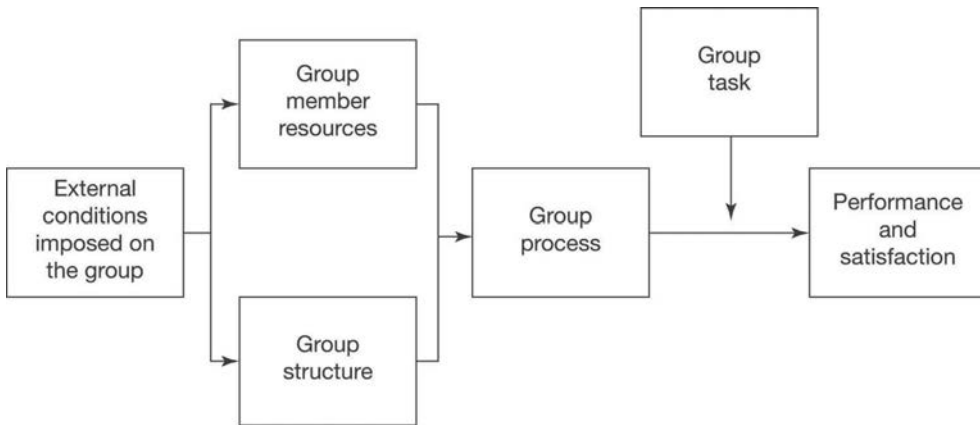 External
conditions
imposed on
the group
Group
member
resources
Group
structure
Group
process
Group
task
Performance
and
satisfaction